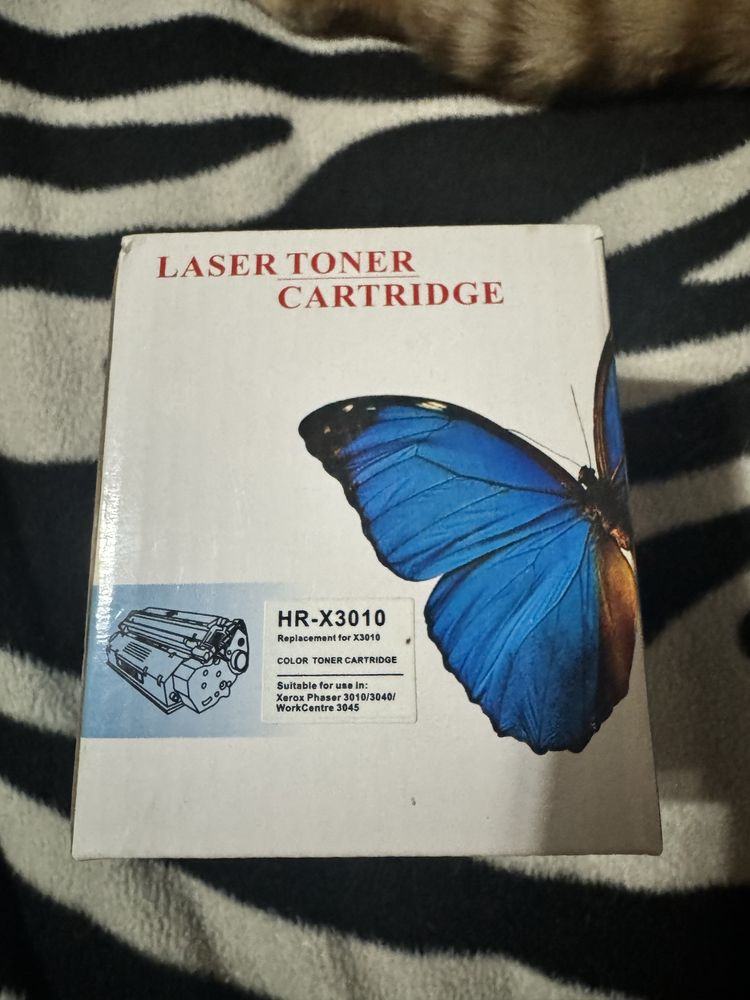 LASER TONER
CARTRIDGE
HR-X3010
Replacement for X3010
COLOR TONER CARTRIDGE
Suitable for use in:
Xerox Phaser 3010/3040/
WorkCentre 3045